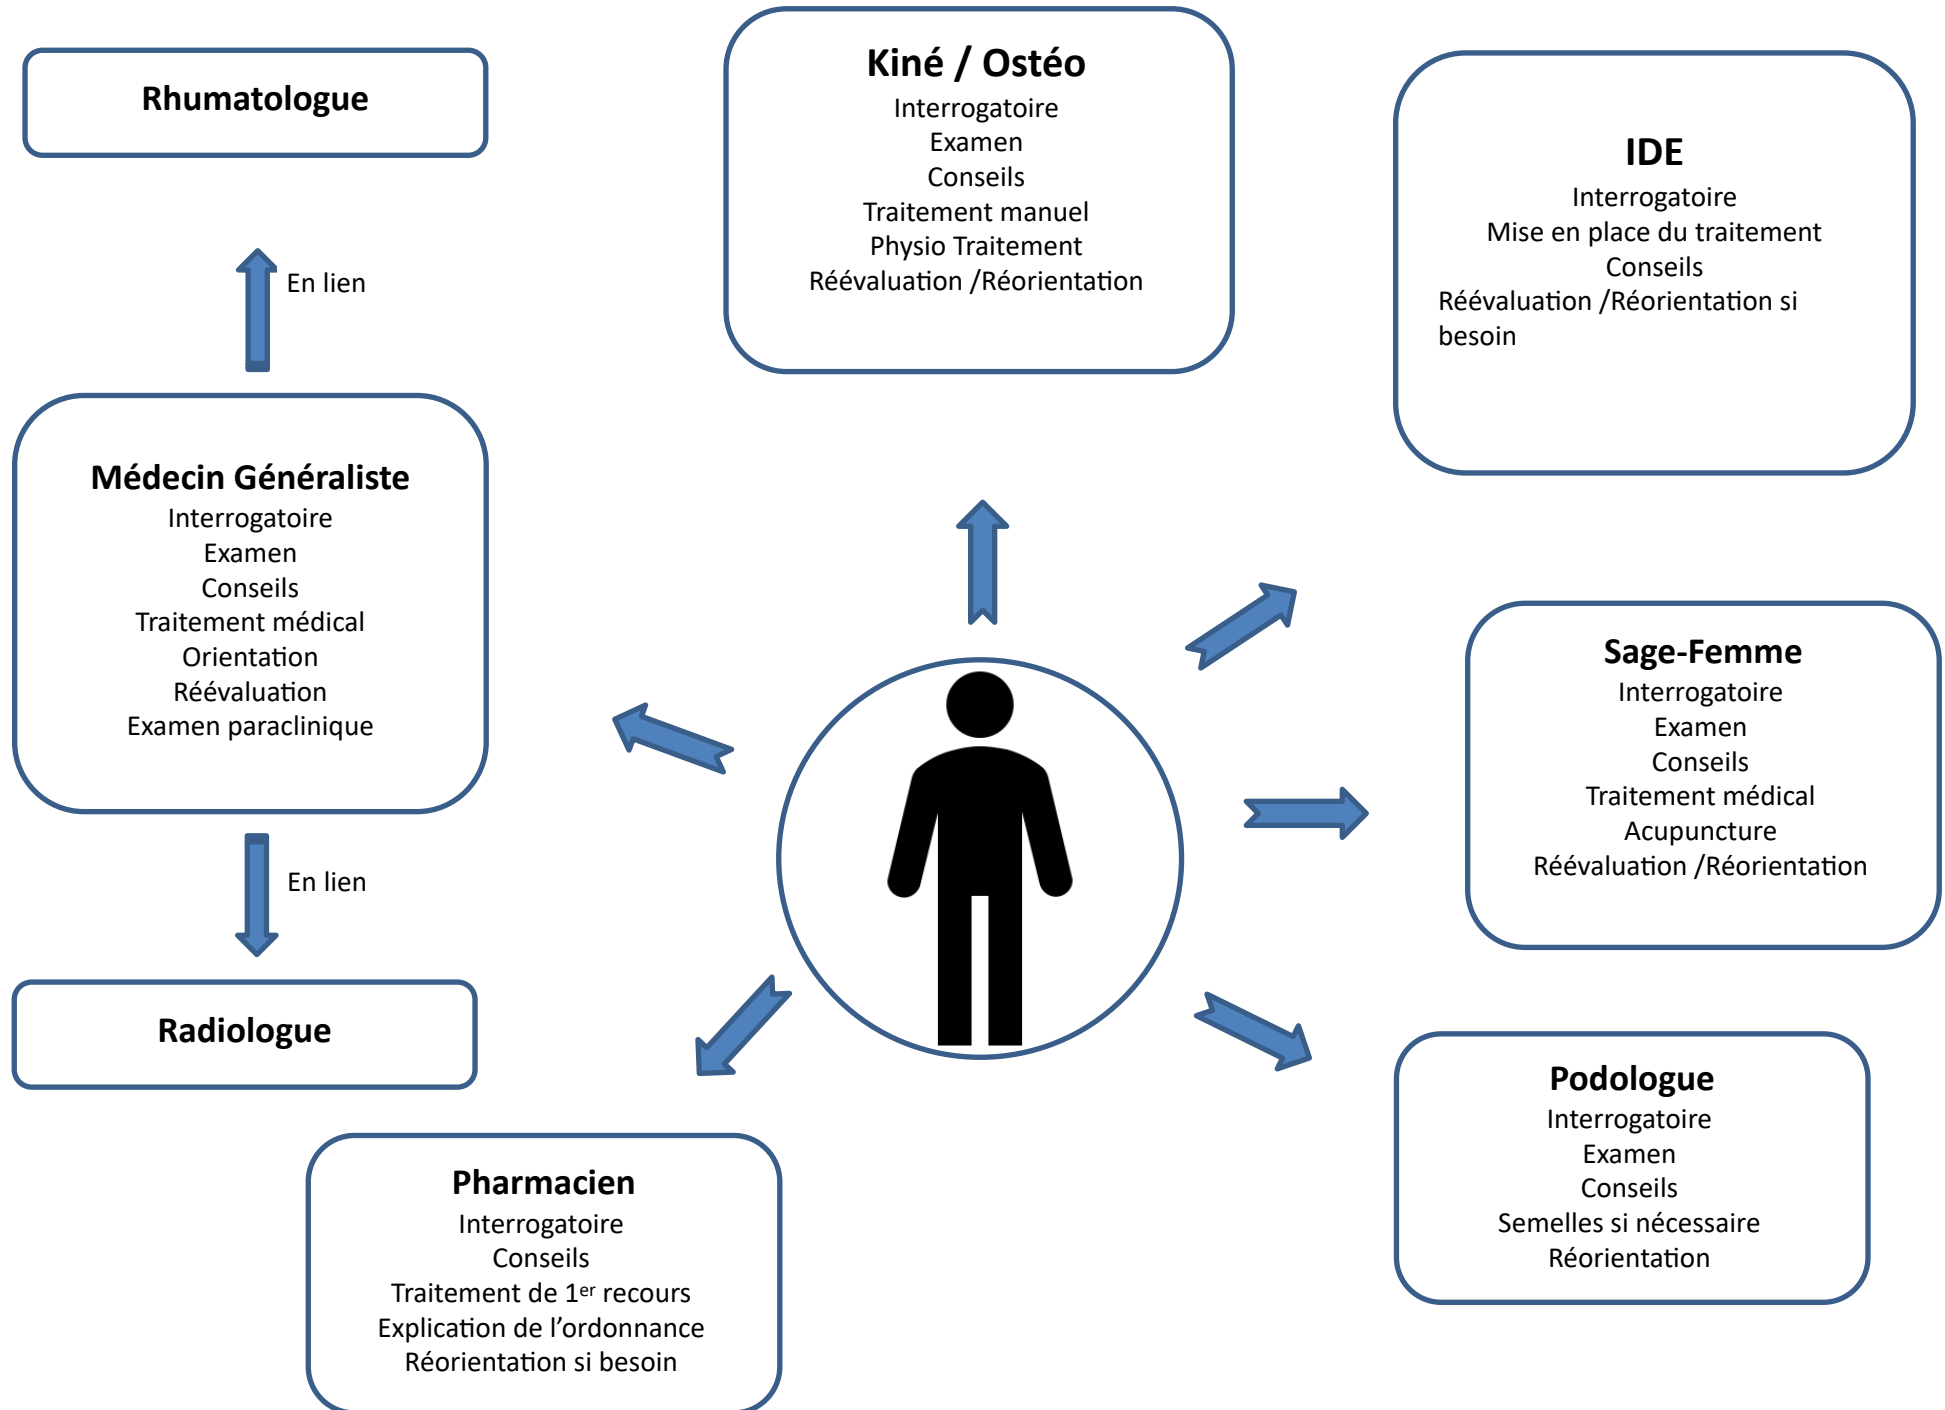 Rhumatologue
En lien
Médecin Généraliste
Interrogatoire
Examen
Conseils
Traitement médical
Orientation
Réévaluation
Examen paraclinique
En lien
Radiologue
Kiné / Ostéo
Interrogatoire
Examen
Conseils
Traitement manuel
Physio Traitement
Réévaluation /Réorientation
IDE
Interrogatoire
Mise en place du traitement
Conseils
Réévaluation /Réorientation si
besoin
Sage-Femme
Interrogatoire
Examen
Conseils
Traitement médical
Acupuncture
Réévaluation /Réorientation
Podologue
Interrogatoire
Examen
Conseils
Semelles si nécessaire
Réorientation
Pharmacien
Interrogatoire
Conseils
Traitement de 1er recours
Explication de l’ordonnance
Réorientation si besoin